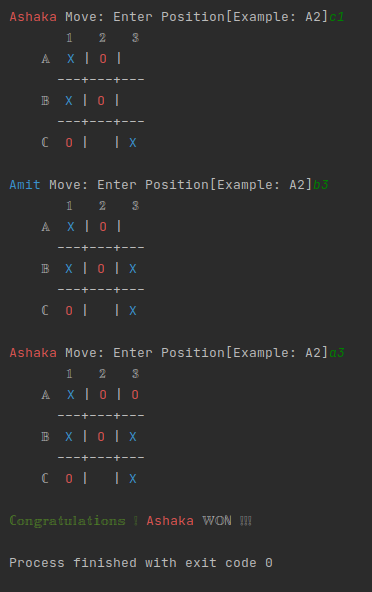 Ashaka Move: Enter Position[Example: A2]c1
𝟙 𝟚 𝟛
𝔸 X | O |
---+---+---
𝔹 X | O |
---+---+---
ℂ O | | X
Amit Move: Enter Position[Example: A2]b3
𝟙 𝟚 𝟛
𝔸 X | O |
---+---+---
𝔹 X | O | X
---+---+---
ℂ O | | X
Ashaka Move: Enter Position[Example: A2]a3
𝟙 𝟚 𝟛
𝔸 X | O | O
---+---+---
𝔹 X | O | X
---+---+---
ℂ O | | X
ℂongratulations ! Ashaka WON !!!
Process finished with exit code 0